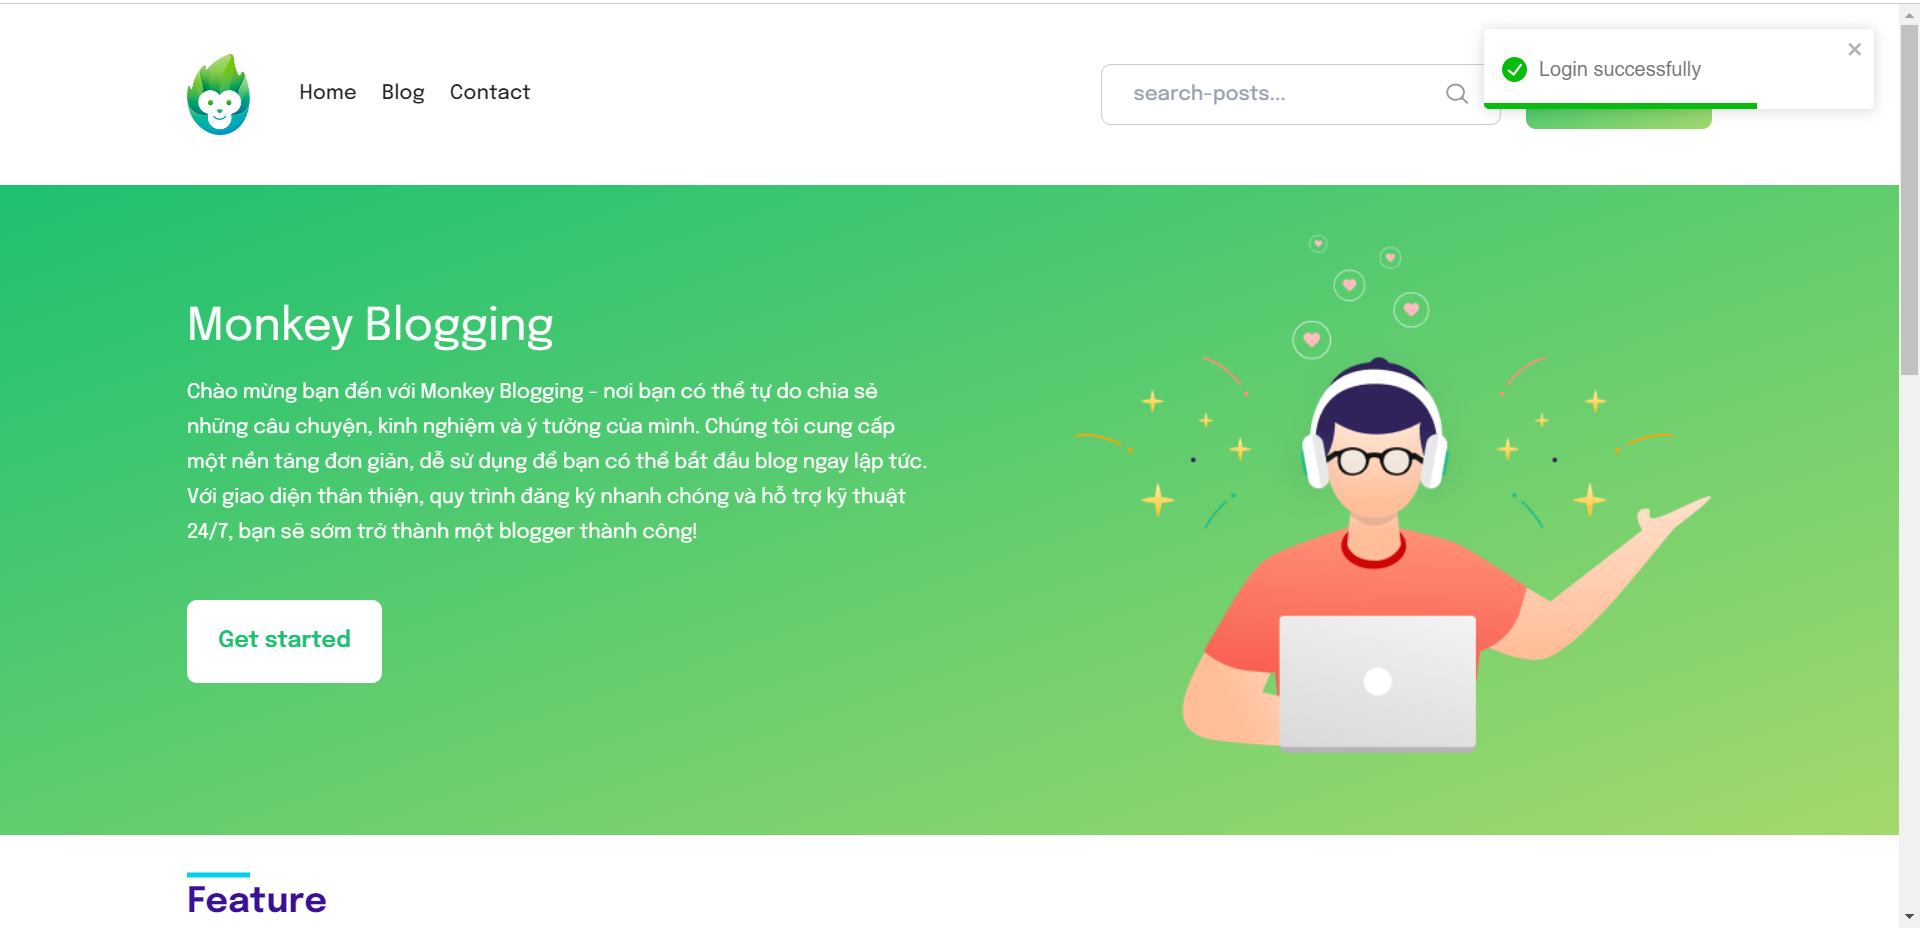 Home Blog Contact
search-posts...
Login successfully
Monkey Blogging
Chào mừng bạn đến với Monkey Blogging - nơi bạn có thể tự do chia sẻ
những câu chuyện, kinh nghiệm và ý tưởng của mình. Chúng tôi cung cấp
một nền tảng đơn giản, dễ sử dụng để bạn có thể bắt đầu blog ngay lập tức.
Với giao diện thân thiện, quy trình đăng ký nhanh chóng và hỗ trợ kỹ thuật
24/7, bạn sẽ sớm trở thành một blogger thành công!
Get started
Feature